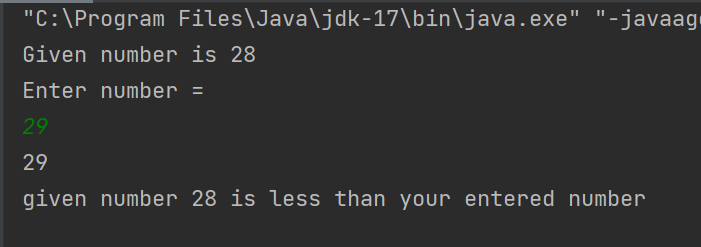 "C:\Program Files\Java\jdk-17\bin\java.exe" "-javaag
Given number is 28
Enter number =
29
29
given number 28 is less than your entered number